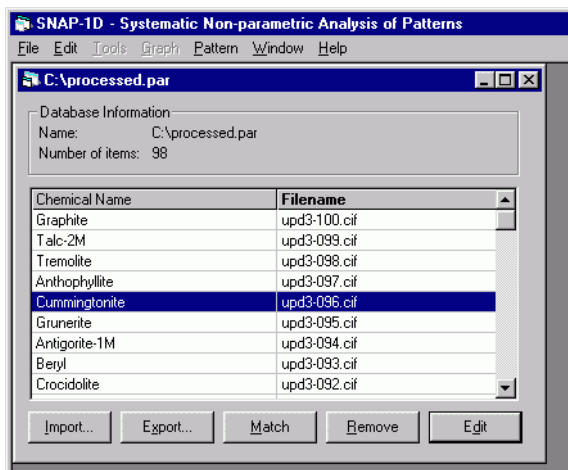 SNAP-1D - Systematic Non-parametric Analysis of Patterns
File Edit Tools Graph Pattern Window Help
C:\processed.par
Database Information
Name: C:\processed.par
Number of items: 98
Chemical Name Filename
Graphite upd3-100.cif
Talc-2M upd3-099.cif
Tremolite upd3-098.cif
Anthophyllite upd3-097.cif
Cummingtonite upd3-096.cif
Grunerite upd3-095.cif
Antigorite-1M upd3-094.cif
Beryl upd3-093.cif
Crocidolite upd3-092.cif
Import... Export... Match Remove Edit